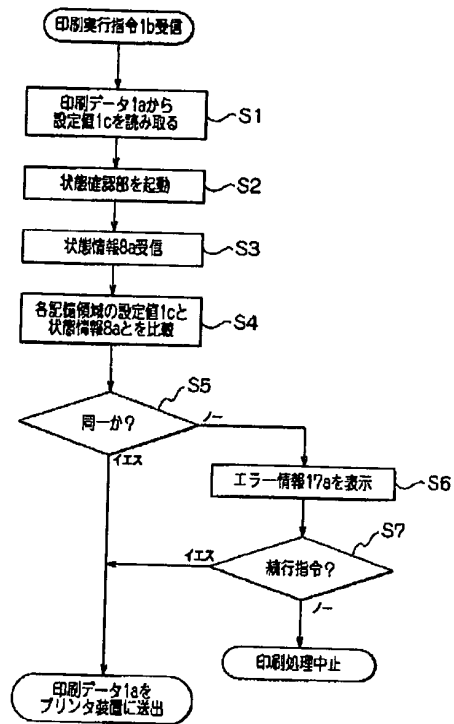 印刷実行指令1b受信
印刷データ1aから
設定値1cを読み取る
S1
状態確認部を起動
S2
状態情報8a受信
S3
各記憶領域の設定値1cと
状態情報8aとを比較
S4
S5
同一か?
ノー
イエス
エラー情報17aを表示
S6
S7
イエス
続行指令?
ノー
印刷処理中止
印刷データ1aを
プリンタ装置に送出